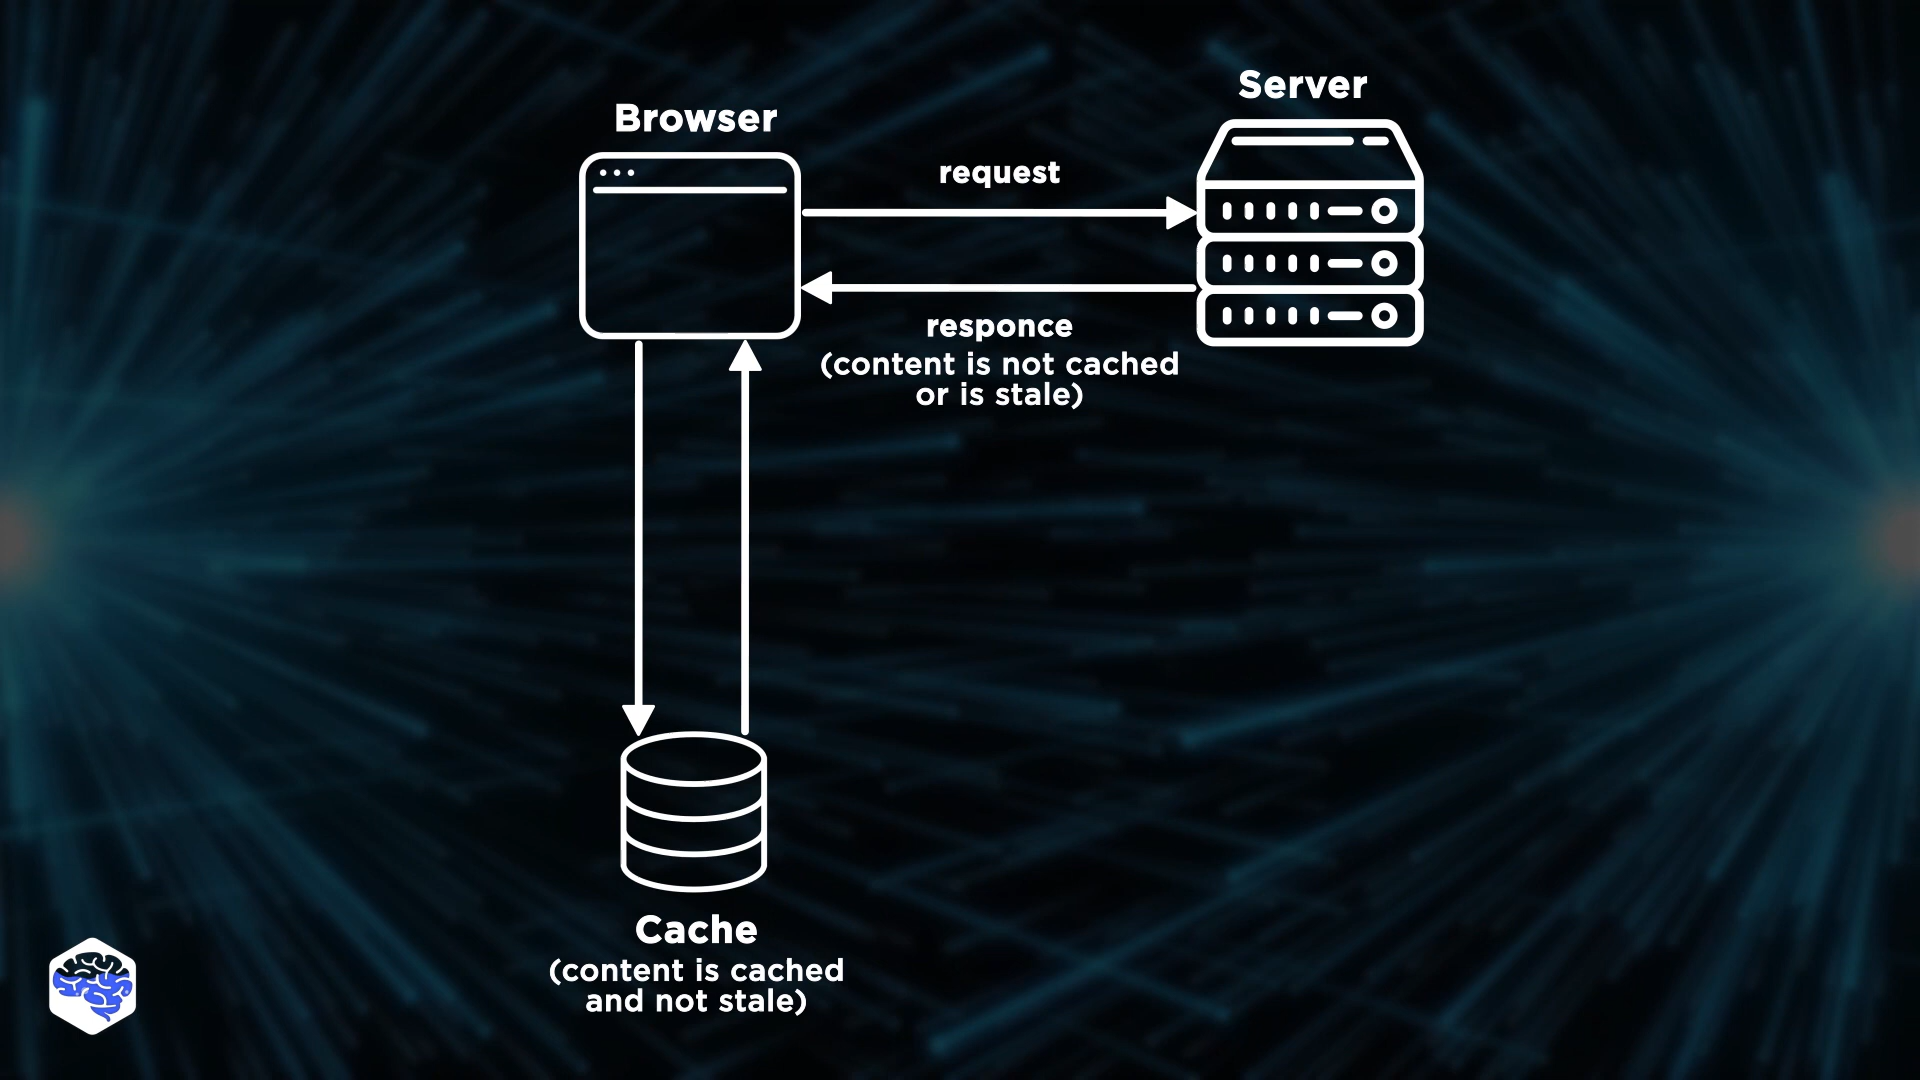 Browser
Server
request
responce
(content is not cached
or is stale)
Cache
(content is cached
and not stale)